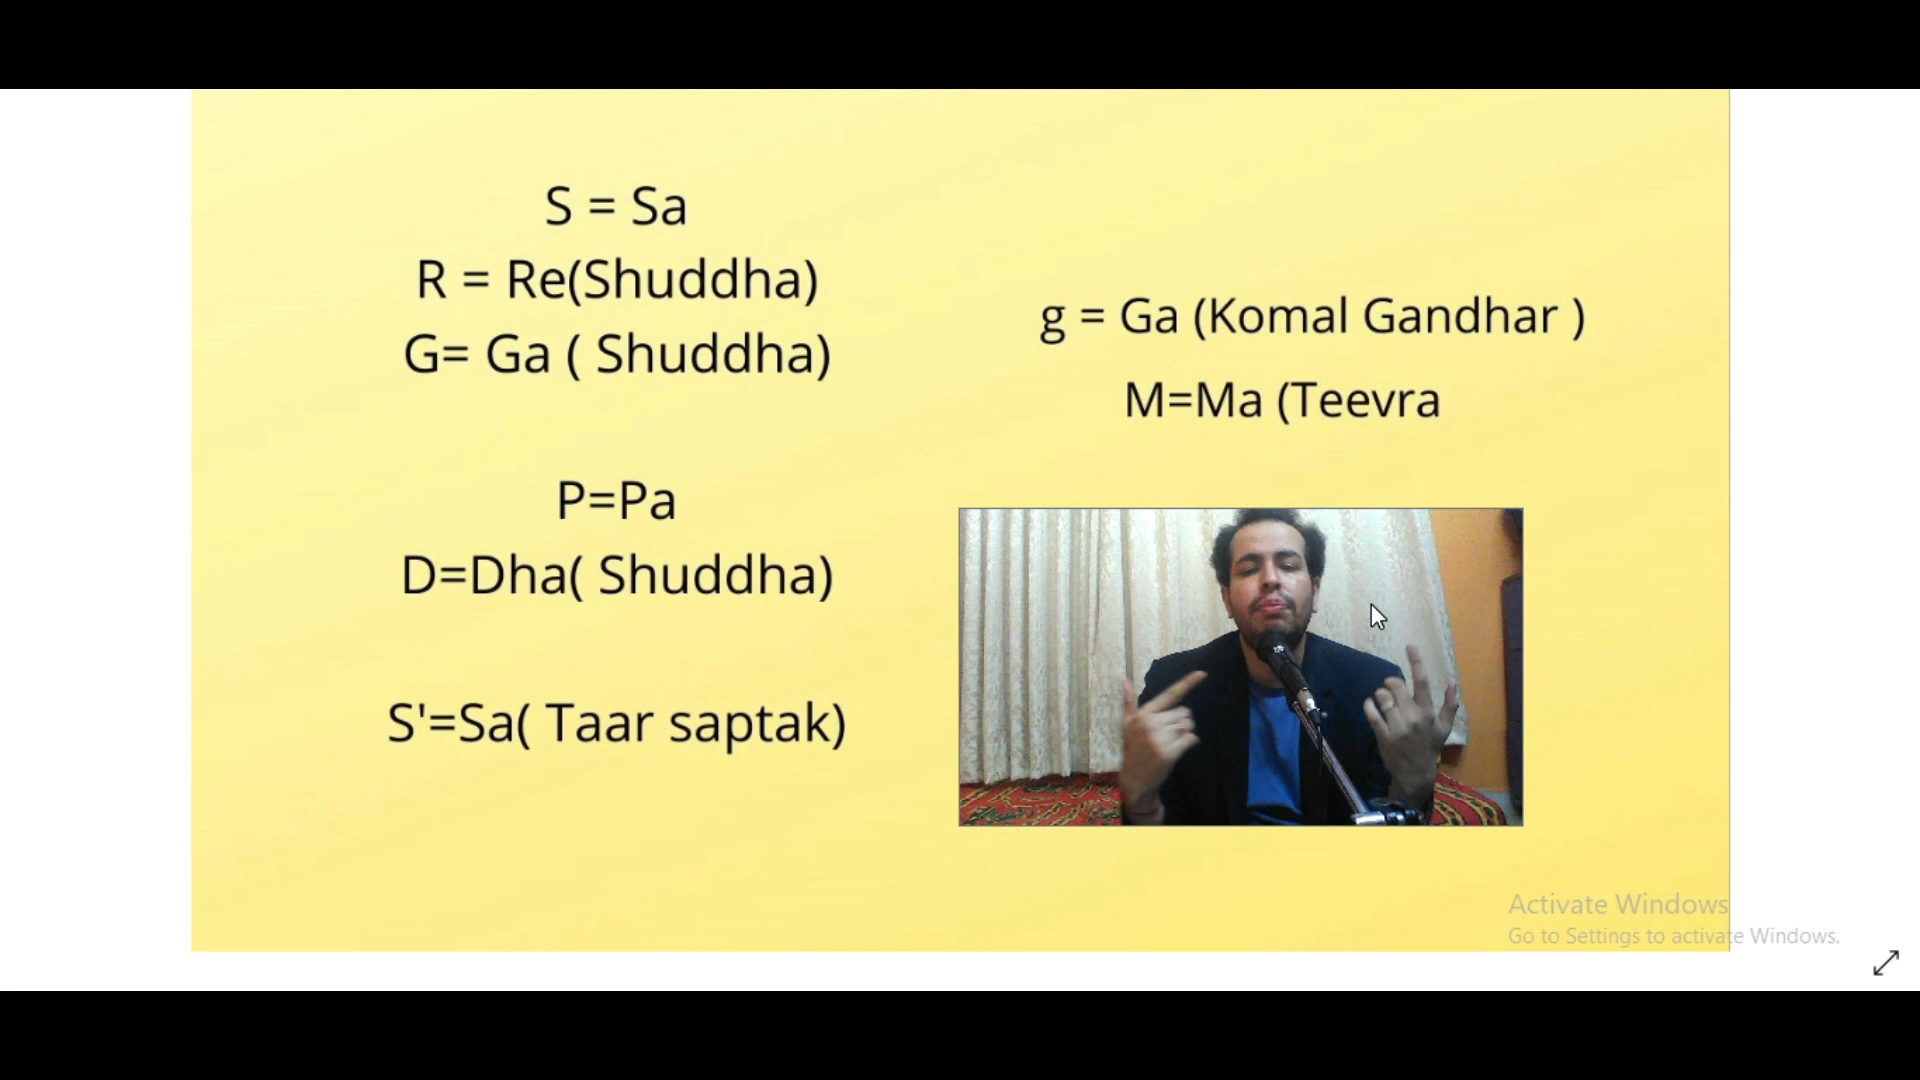 S = Sa
R = Re(Shuddha)
G= Ga ( Shuddha)
P=Pa
D=Dha( Shuddha)
S'=Sa( Taar saptak)
g = Ga (Komal Gandhar )
M=Ma (Teevra
Activate Windows
Go to Settings to activate Windows.